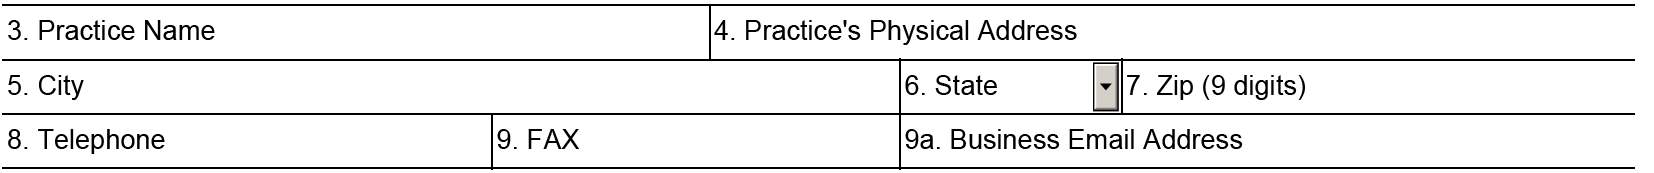 3. Practice Name 4. Practice's Physical Address
5. City 6. State 7. Zip (9 digits)
8. Telephone 9. FAX 9a. Business Email Address